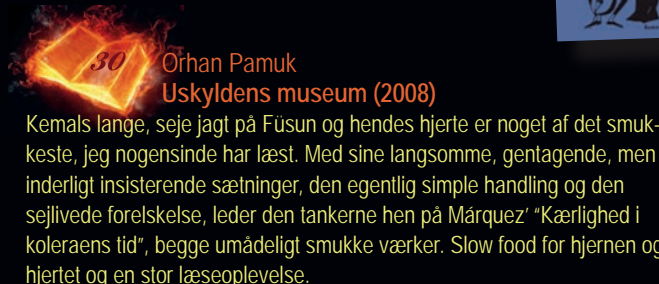 30
Orhan Pamuk
Uskyldens museum (2008)
Kemals lange, seje jagt på Füsun og hendes hjerte er noget af det smuk-
keste, jeg nogensinde har læst. Med sine langsomme, gentagende, men
inderligt insisterende sætninger, den egentlig simple handling og den
sejlivede forelskelse, leder den tankerne hen på Márquez' "Kærlighed i
koleraens tid", begge umådeligt smukke værker. Slow food for hjernen og
hjertet og en stor læseoplevelse.